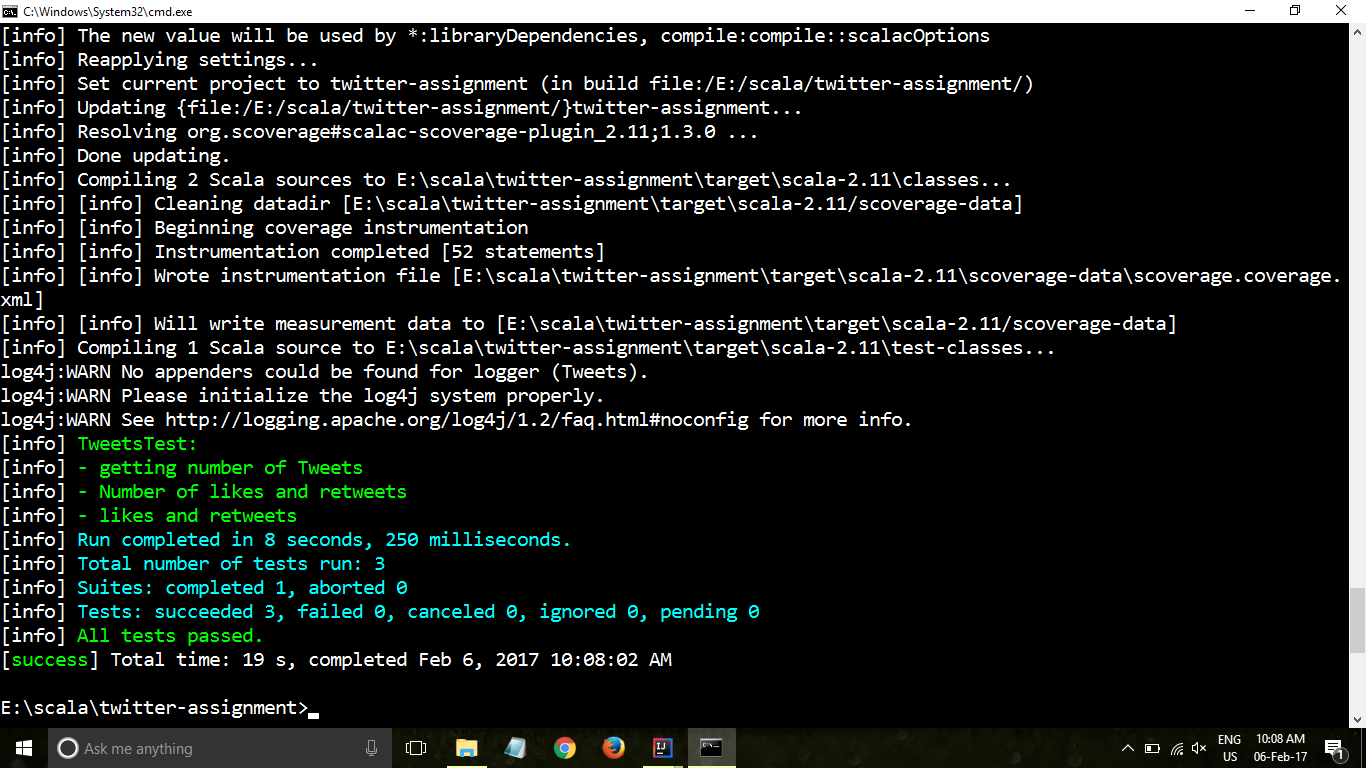 C:\Windows\System32\cmd.exe
[info] The new value will be used by *:libraryDependencies, compile:compile::scalacOptions
[info] Reapplying settings...
[info] Set current project to twitter-assignment (in build file:/E:/scala/twitter-assignment/)
[info] Updating {file:/E:/scala/twitter-assignment/}twitter-assignment...
[info] Resolving org.scoverage#scalac-scoverage-plugin_2.11;1.3.0 ...
[info] Done updating.
[info] Compiling 2 Scala sources to E:\scala\twitter-assignment\target\scala-2.11\classes...
[info] [info] Cleaning datadir [E:\scala\twitter-assignment\target\scala-2.11/scoverage-data]
[info] [info] Beginning coverage instrumentation
[info] [info] Instrumentation completed [52 statements]
[info] [info] Wrote instrumentation file [E:\scala\twitter-assignment\target\scala-2.11\scoverage-data\scoverage.coverage.
xml]
[info] [info] Will write measurement data to [E:\scala\twitter-assignment\target\scala-2.11/scoverage-data]
[info] Compiling 1 Scala source to E:\scala\twitter-assignment\target\scala-2.11\test-classes...
log4j:WARN No appenders could be found for logger (Tweets).
log4j:WARN Please initialize the log4j system properly.
log4j:WARN See http://logging.apache.org/log4j/1.2/faq.html#noconfig for more info.
[info] TweetsTest:
[info] - getting number of Tweets
[info] - Number of likes and retweets
[info] - likes and retweets
[info] Run completed in 8 seconds, 250 milliseconds.
[info] Total number of tests run: 3
[info] Suites: completed 1, aborted 0
[info] Tests: succeeded 3, failed 0, canceled 0, ignored 0, pending 0
[info] All tests passed.
[success] Total time: 19 s, completed Feb 6, 2017 10:08:02 AM
E:\scala\twitter-assignment>
Ask me anything
IJ
ENG
US
10:08 AM
06-Feb-17
1